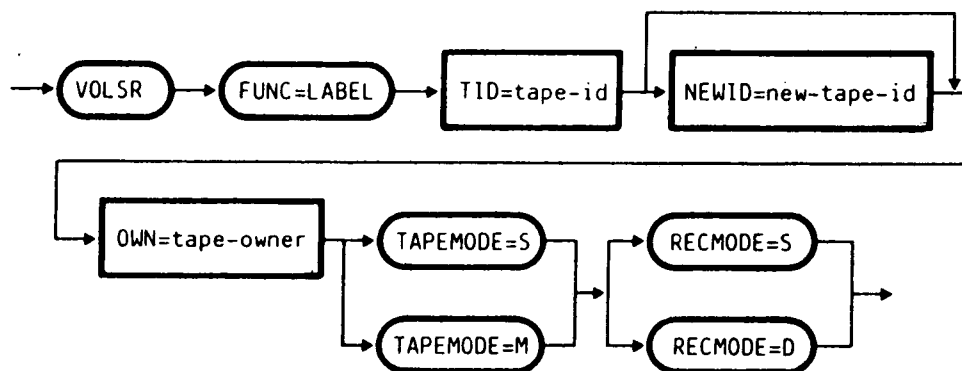 VOLSR FUNC=LABEL TID=tape-id NEWID=new-tape-id
OWN=tape-owner TAPEMODE=S RECMODE=S
TAPEMODE=M RECMODE=D